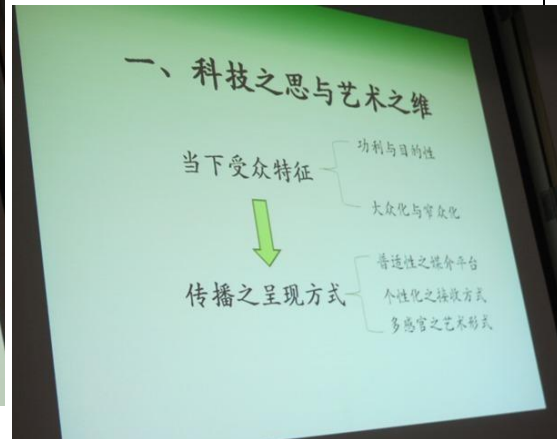 一、科技之思与艺术之维
当下受众特征
功利与目的性
大众化与窄众化
传播之呈现方式
普适性之媒介平台
个性化之接收方式
多感官之艺术形式